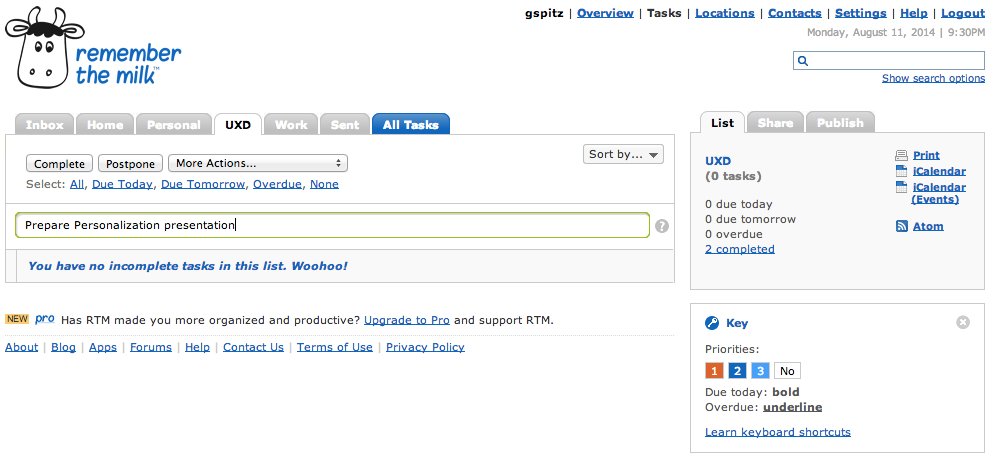 gspitz | Overview | Tasks | Locations | Contacts | Settings | Help | Logout
Monday, August 11, 2014 | 9:30PM
remember
the milk™
Show search options
Inbox Home Personal UXD Work Sent All Tasks
Complete Postpone More Actions... Sort by...
Select: All, Due Today, Due Tomorrow, Overdue, None
Prepare Personalization presentation ?
You have no incomplete tasks in this list. Woohoo!
NEW pro Has RTM made you more organized and productive? Upgrade to Pro and support RTM.
About | Blog | Apps | Forums | Help | Contact Us | Terms of Use | Privacy Policy
List Share Publish
UXD
(0 tasks)
0 due today
0 due tomorrow
0 overdue
2 completed
Print
iCalendar
iCalendar
(Events)
Atom
Key
Priorities:
1 2 3 No
Due today: bold
Overdue: underline
Learn keyboard shortcuts